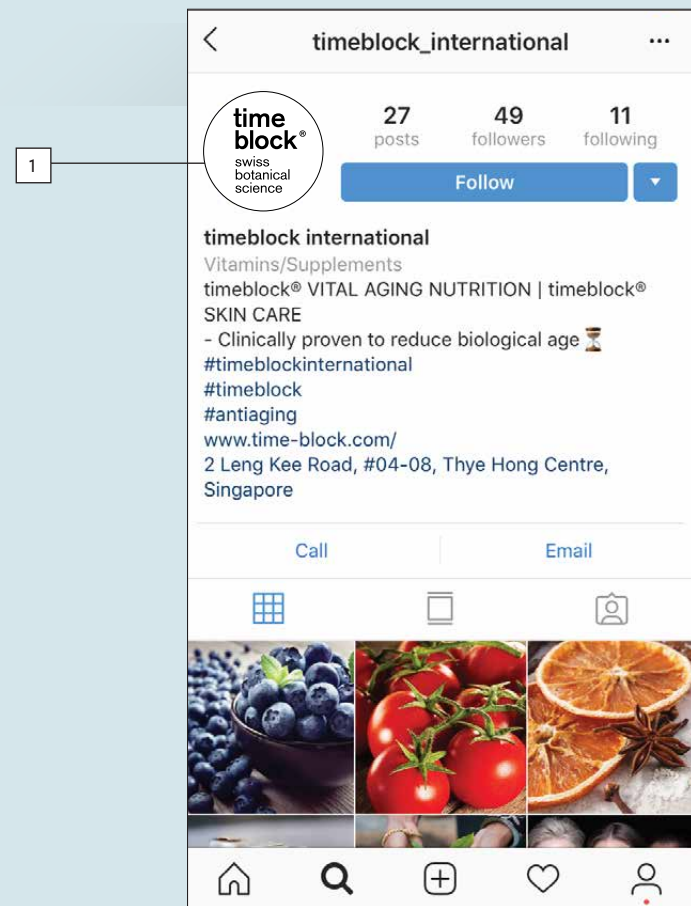 timeblock_international
1
time
block®
swiss
botanical
science
27 49 11
posts followers following
Follow
timeblock international
Vitamins/Supplements
timeblock® VITAL AGING NUTRITION | timeblock®
SKIN CARE
- Clinically proven to reduce biological age ⏳
#timeblockinternational
#timeblock
#antiaging
www.time-block.com/
2 Leng Kee Road, #04-08, Thye Hong Centre,
Singapore
Call Email